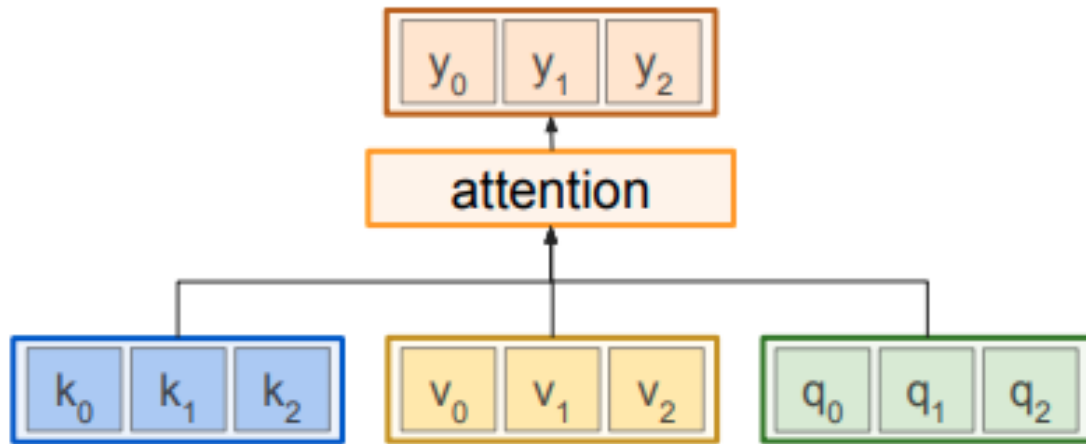 y₀ y₁ y₂
attention
k₀ k₁ k₂ v₀ v₁ v₂ q₀ q₁ q₂